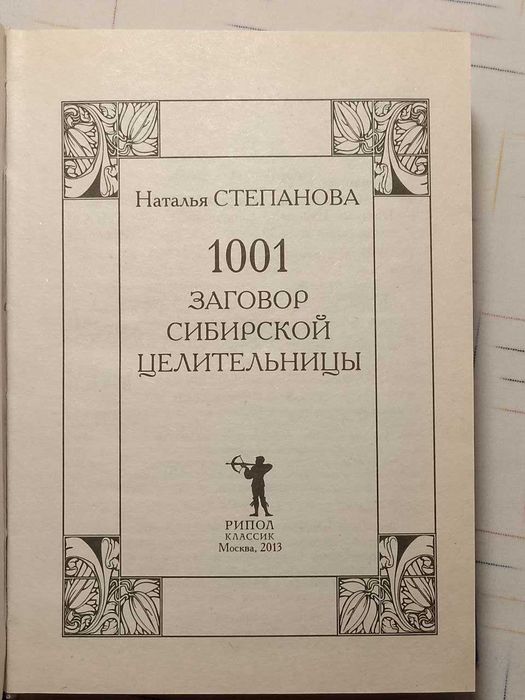 Наталья СТЕПАНОВА
1001
ЗАГОВОР
СИБИРСКОЙ
ЦЕЛИТЕЛЬНИЦЫ
РИПОЛ
КЛАССИК
Москва, 2013